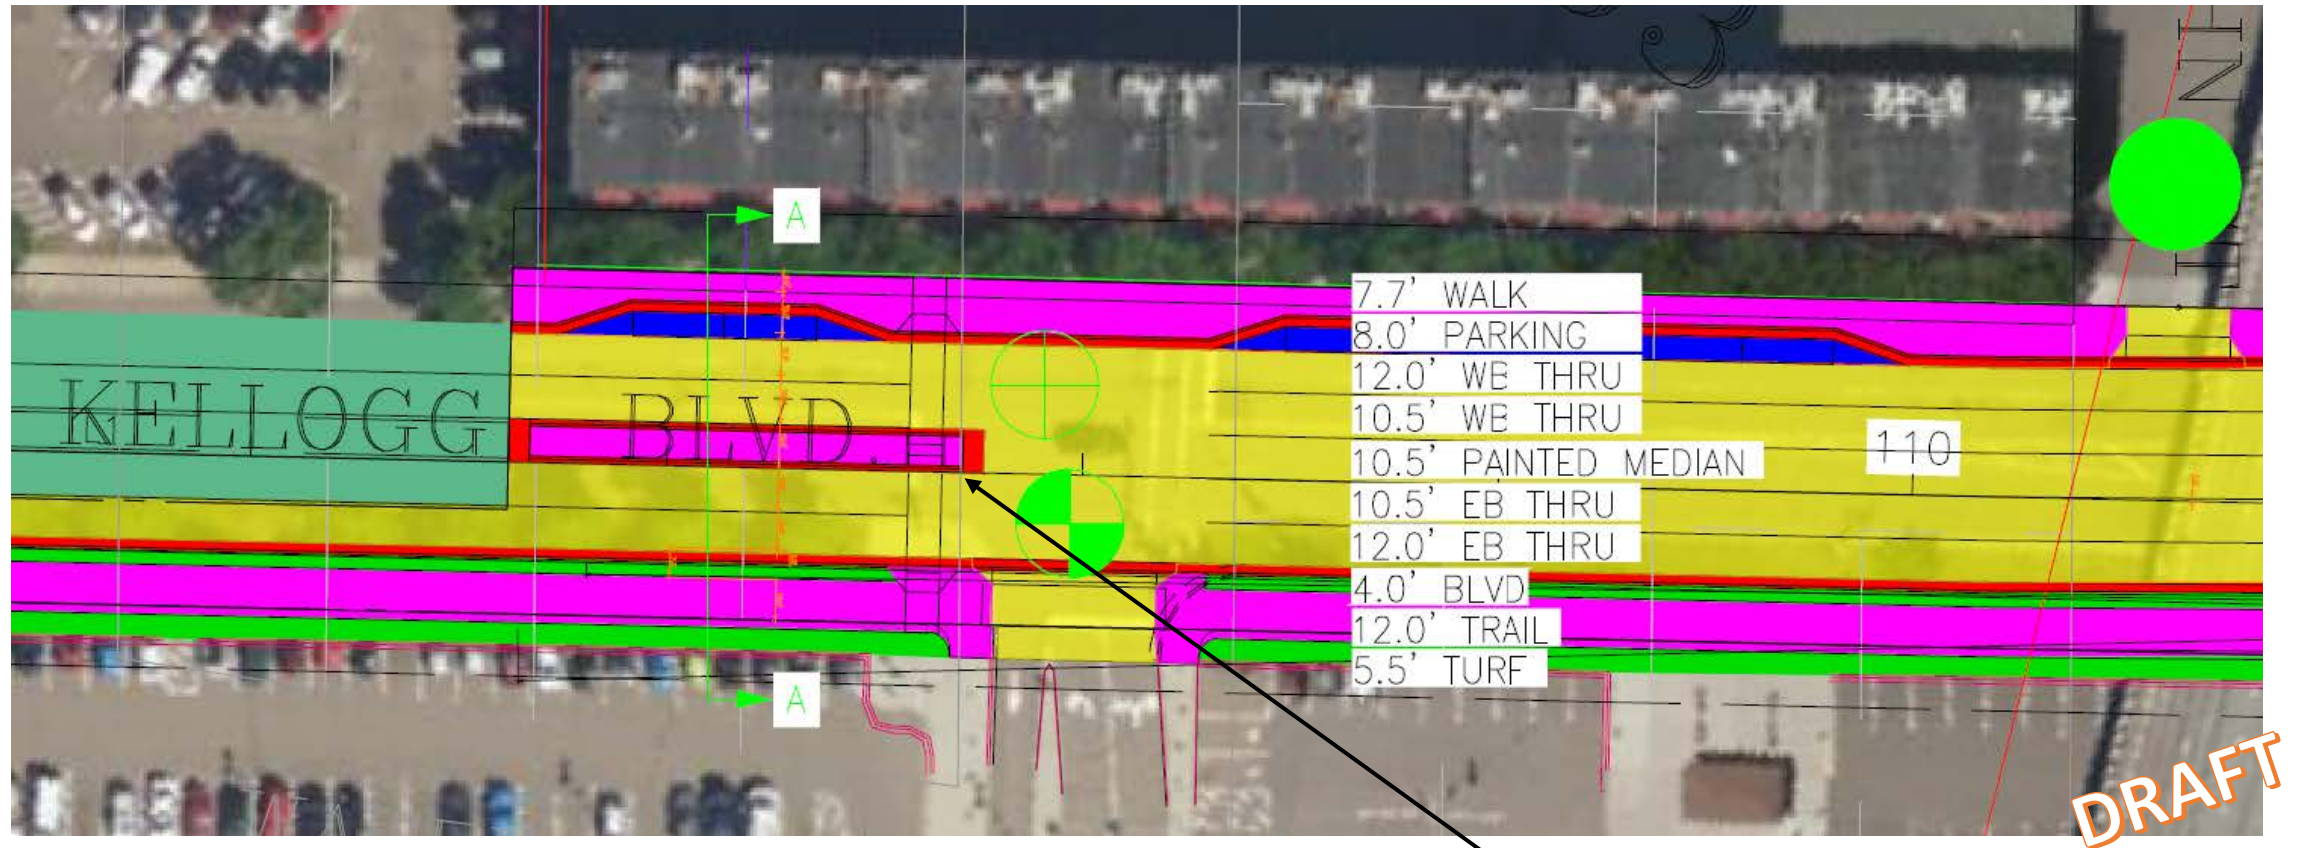 A
7.7' WALK
8.0' PARKING
12.0' WB THRU
10.5' WB THRU
KELLOGG BLVD.
110
10.5' PAINTED MEDIAN
10.5' EB THRU
12.0' EB THRU
4.0' BLVD
12.0' TRAIL
5.5' TURF
A
DRAFT